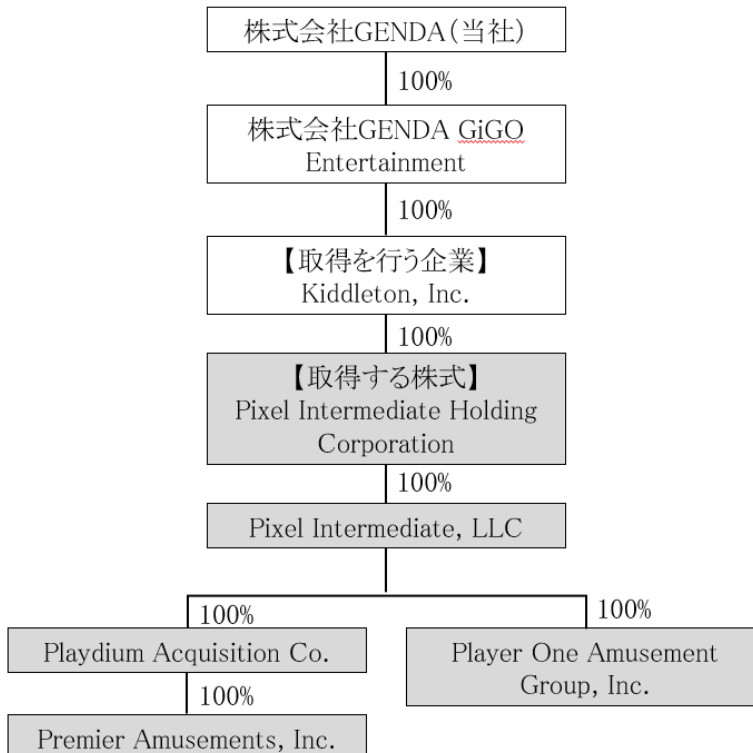 株式会社GENDA(当社)
100%
株式会社GENDA GiGO
Entertainment
100%
【取得を行う企業】
Kiddleton, Inc.
100%
【取得する株式】
Pixel Intermediate Holding
Corporation
100%
Pixel Intermediate, LLC
100%
100%
Playdium Acquisition Co.
Player One Amusement
Group, Inc.
100%
Premier Amusements, Inc.